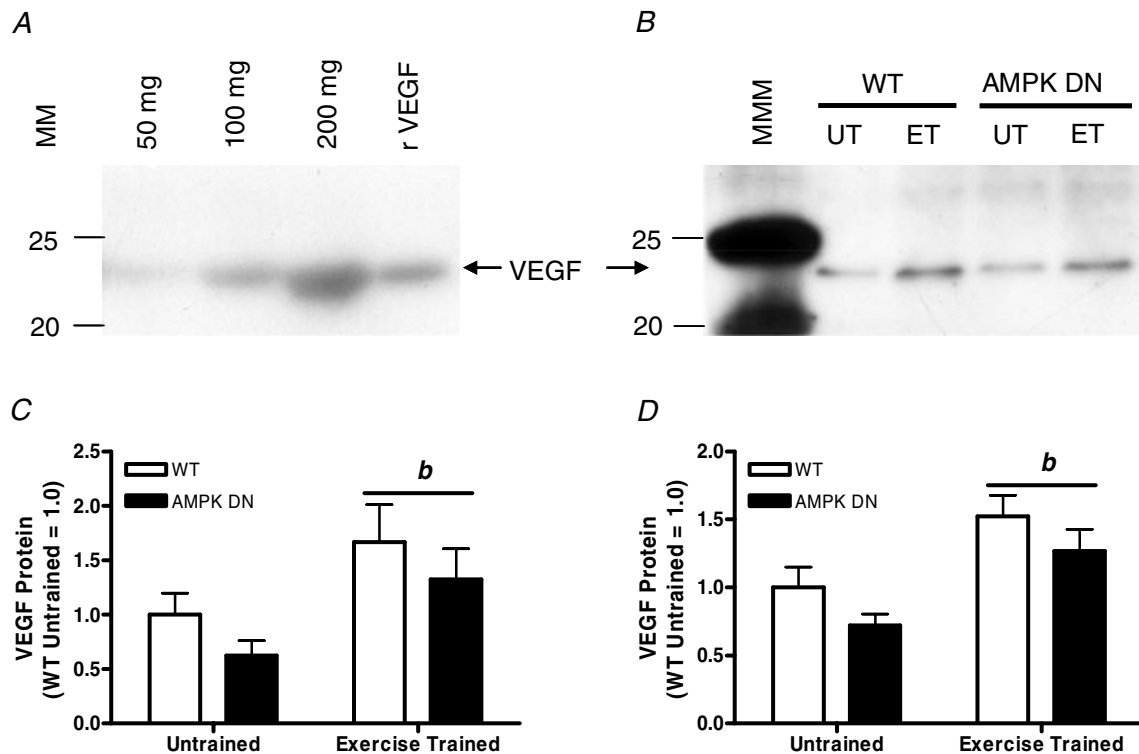 A
MM
50 mg
100 mg
200 mg
r VEGF
25
20
VEGF
B
MMM
WT
AMPK DN
UT
ET
UT
ET
25
20
C
VEGF Protein
(WT Untrained = 1.0)
2.5
2.0
1.5
1.0
0.5
0.0
WT
AMPK DN
b
Untrained
Exercise Trained
D
VEGF Protein
(WT Untrained = 1.0)
2.0
1.5
1.0
0.5
0.0
WT
AMPK DN
b
Untrained
Exercise Trained